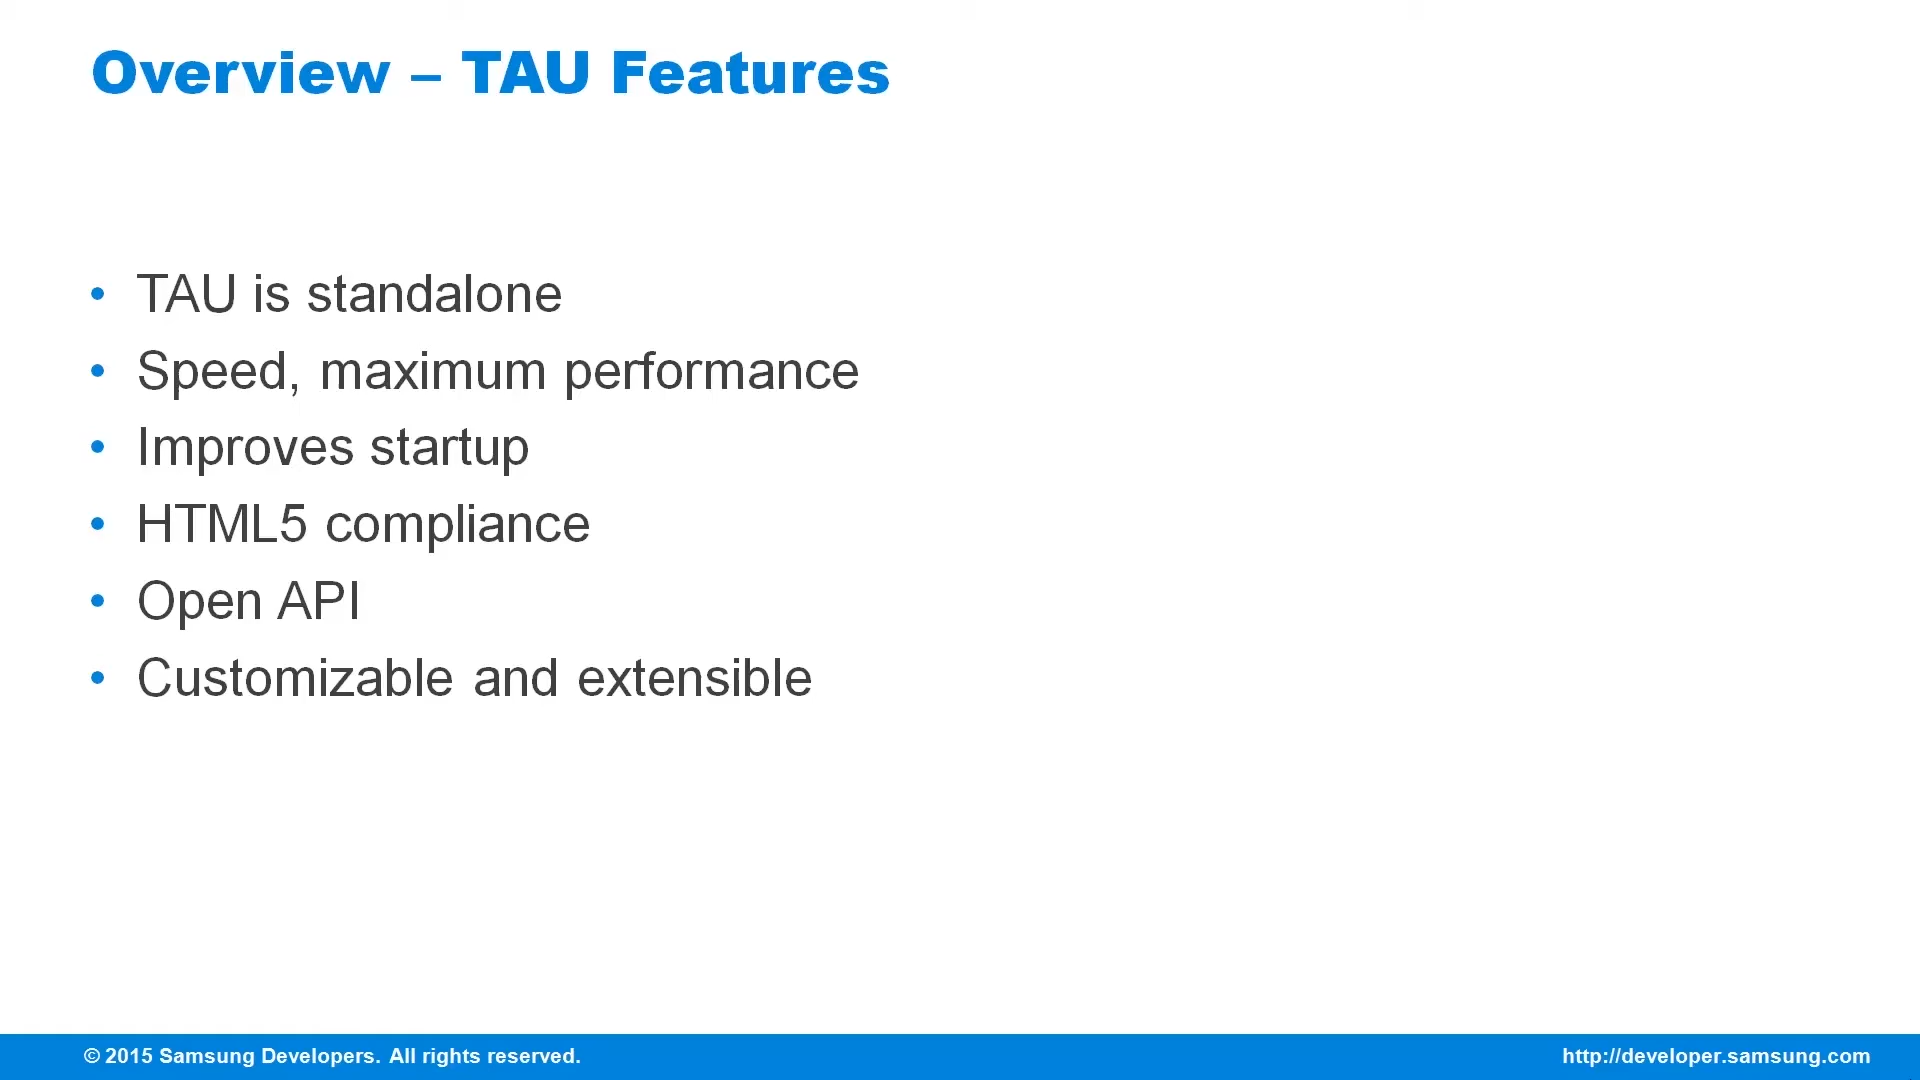 Overview – TAU Features
• TAU is standalone
• Speed, maximum performance
• Improves startup
• HTML5 compliance
• Open API
• Customizable and extensible
© 2015 Samsung Developers. All rights reserved.
http://developer.samsung.com